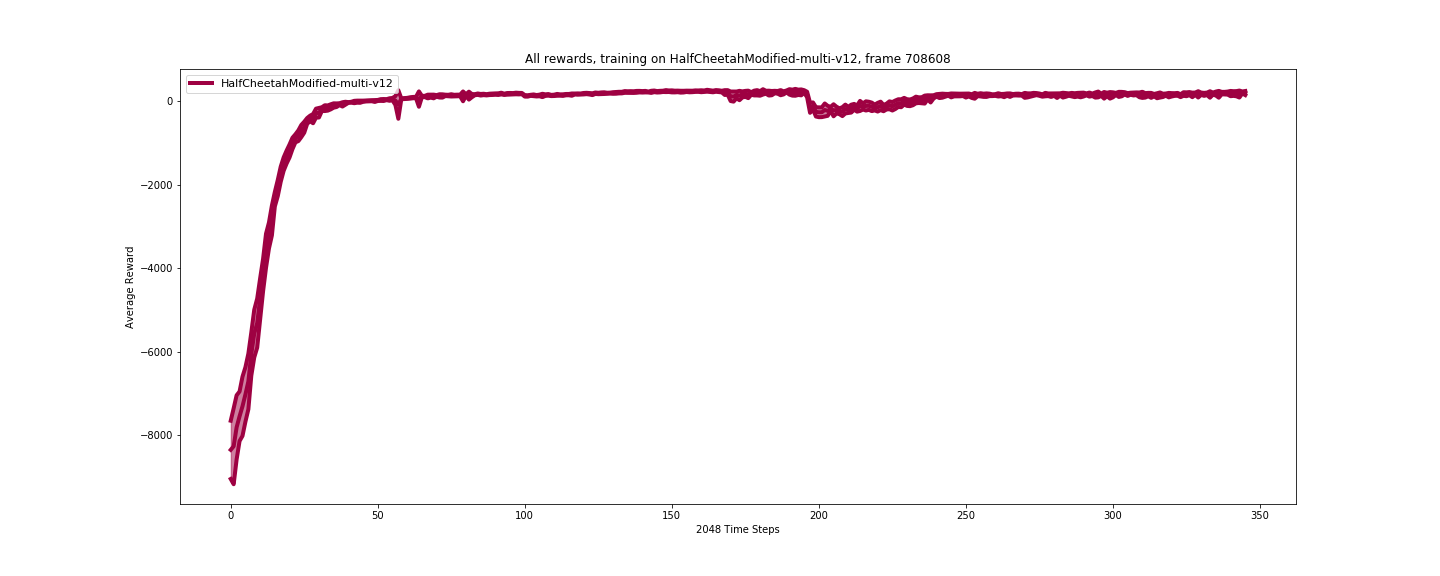 All rewards, training on HalfCheetahModified-multi-v12, frame 708608
HalfCheetahModified-multi-v12
Average Reward
0
−2000
−4000
−6000
−8000
0 50 100 150 200 250 300 350
2048 Time Steps